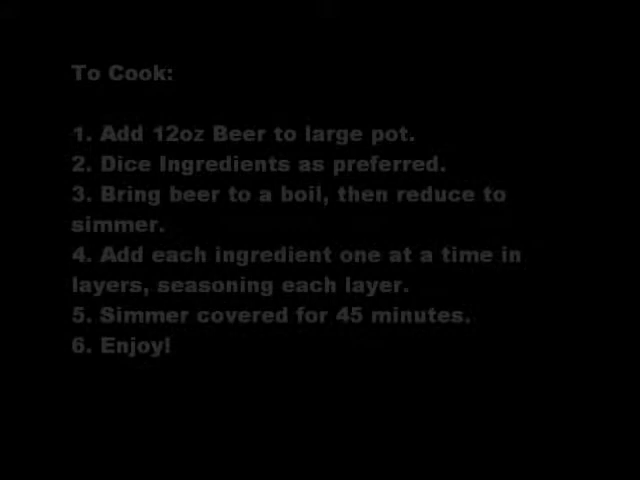 To Cook:
1. Add 12oz Beer to large pot.
2. Dice Ingredients as preferred.
3. Bring beer to a boil, then reduce to
simmer.
4. Add each ingredient one at a time in
layers, seasoning each layer.
5. Simmer covered for 45 minutes.
6. Enjoy!